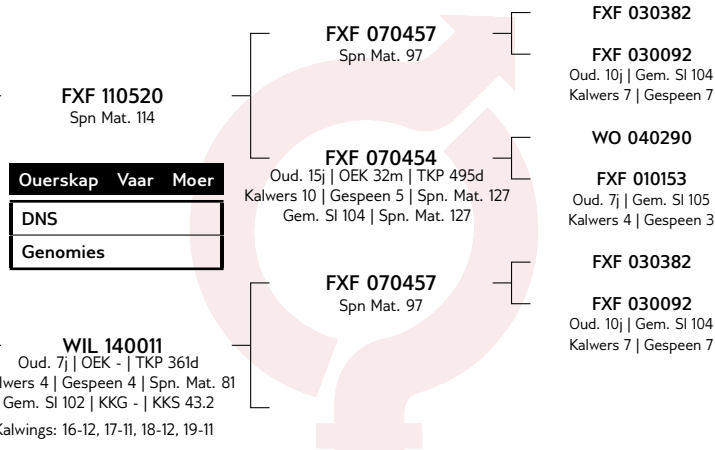 FXF 030382
FXF 070457
Spn Mat. 97
FXF 030092
Oud. 10j | Gem. Sl 104
Kalwers 7 | Gespeen 7
FXF 110520
Spn Mat. 114
WO 040290
FXF 070454
Oud. 15j | OEK 32m | TKP 495d
Kalwers 10 | Gespeen 5 | Spn. Mat. 127
Gem. Sl 104 | Spn. Mat. 127
FXF 010153
Oud. 7j | Gem. Sl 105
Kalwers 4 | Gespeen 3
Ouerskap Vaar Moer
DNS
Genomies
FXF 030382
FXF 070457
Spn Mat. 97
FXF 030092
Oud. 10j | Gem. Sl 104
Kalwers 7 | Gespeen 7
WIL 140011
Oud. 7j | OEK - | TKP 361d
lwers 4 | Gespeen 4 | Spn. Mat. 81
Gem. Sl 102 | KKG - | KKS 43.2
Kalwings: 16-12, 17-11, 18-12, 19-11